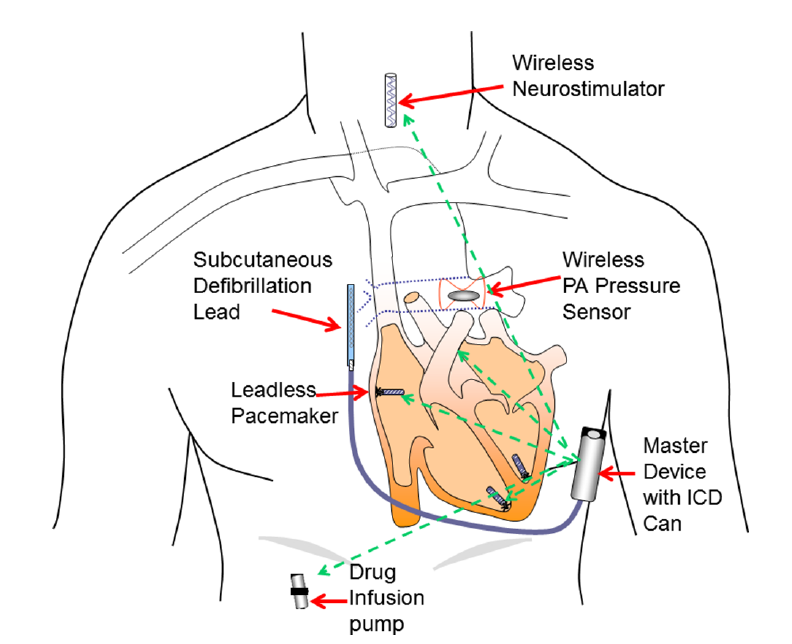 Wireless
Neurostimulator
Subcutaneous
Defibrillation
Lead
Wireless
PA Pressure
Sensor
Leadless
Pacemaker
Master
Device
with ICD
Can
Drug
Infusion
pump